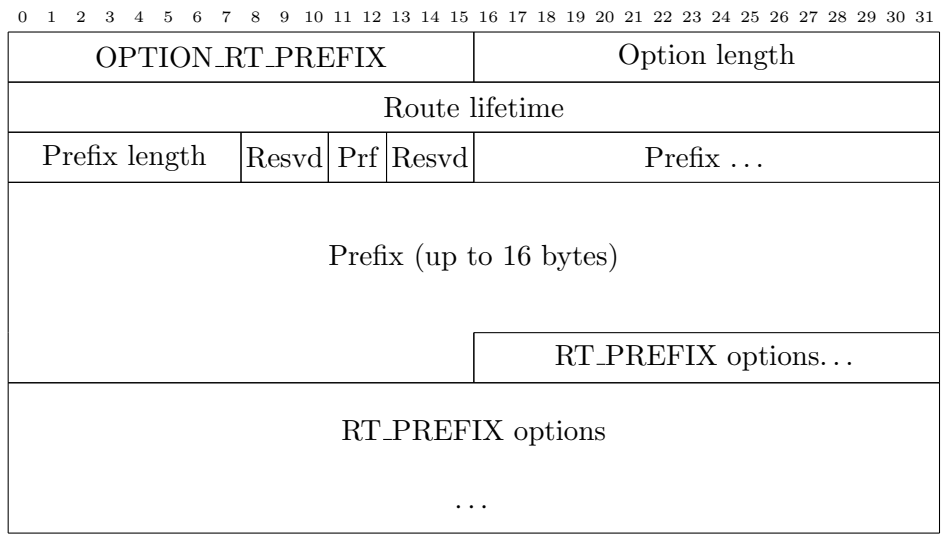 0 1 2 3 4 5 6 7 8 9 10 11 12 13 14 15 16 17 18 19 20 21 22 23 24 25 26 27 28 29 30 31
OPTION_RT_PREFIX Option length
Route lifetime
Prefix length Resvd Prf Resvd Prefix ...
Prefix (up to 16 bytes)
RT_PREFIX options...
RT_PREFIX options
...